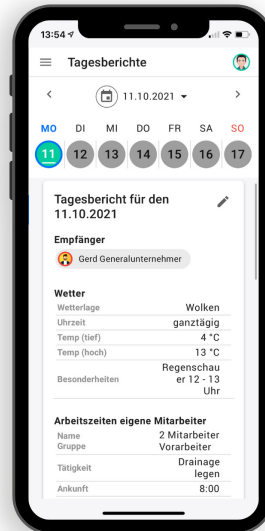 13:54
Tagesberichte
11.10.2021
MO DI MI DO FR SA SO
11 12 13 14 15 16 17
Tagesbericht für den
11.10.2021
Empfänger
Gerd Generalunternehmer
Wetter
Wetterlage Wolken
Uhrzeit ganztägig
Temp (tief) 4 °C
Temp (hoch) 13 °C
Besonderheiten Regenschau
er 12 - 13
Uhr
Arbeitszeiten eigene Mitarbeiter
Name 2 Mitarbeiter
Gruppe Vorarbeiter
Tätigkeit Drainage
legen
Ankunft 8:00